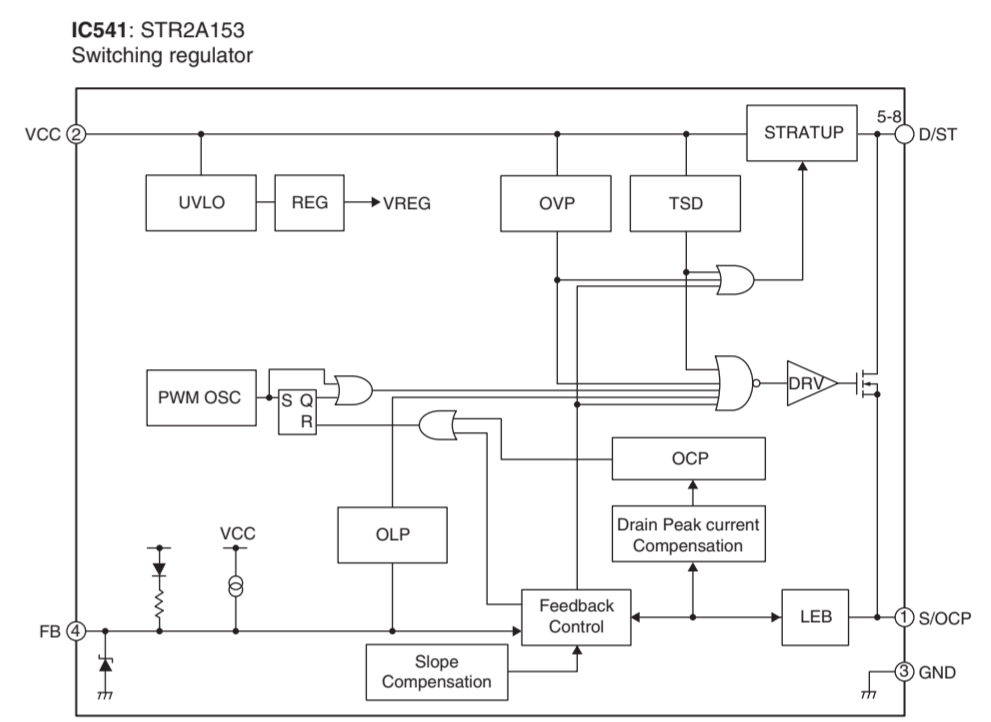 IC541: STR2A153
Switching regulator
5-8
VCC 2
STRATUP
D/ST
UVLO
REG
VREG
OVP
TSD
PWM OSC
S Q
R
DRV
OCP
Drain Peak current
Compensation
OLP
VCC
Feedback
Control
LEB
1 S/OCP
FB 4
Slope
Compensation
3 GND